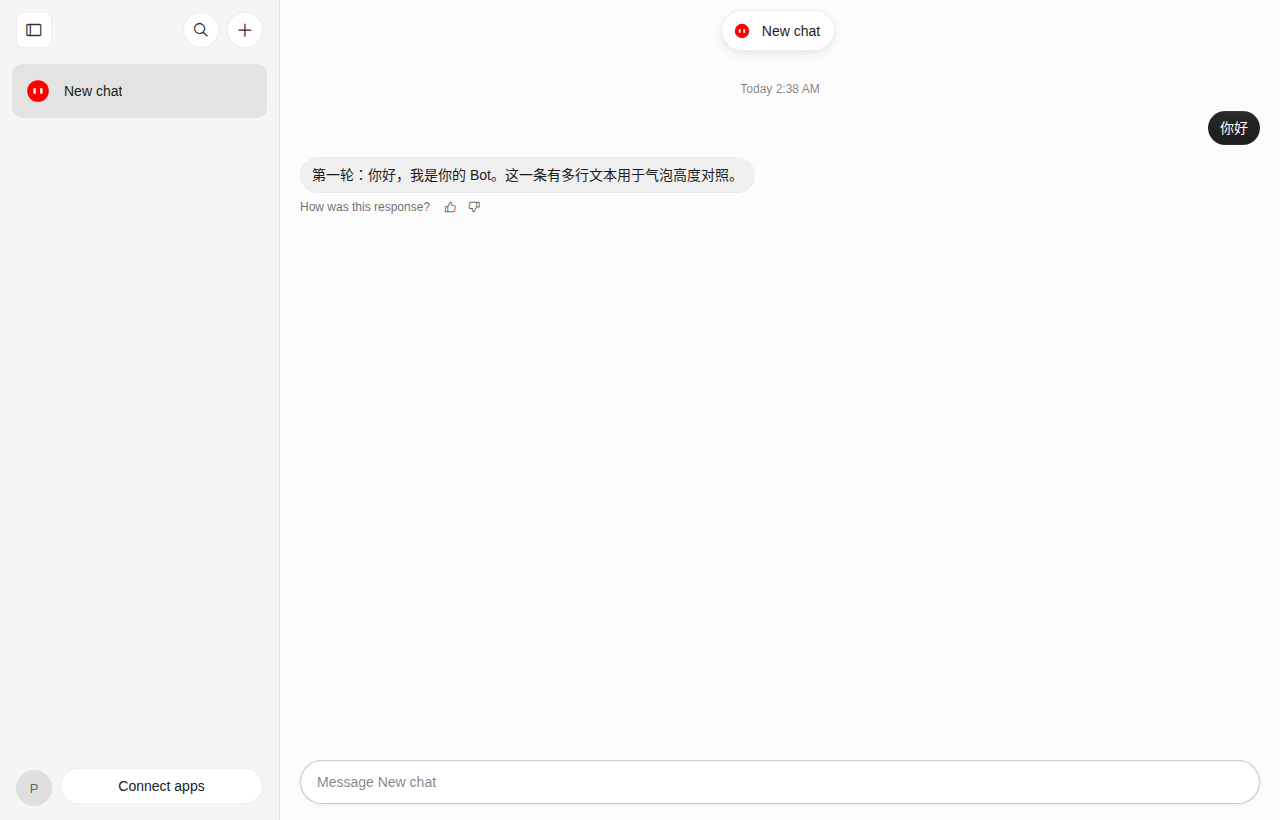 New chat
New chat
Today 2:38 AM
你好
第一轮：你好，我是你的 Bot。这一条有多行文本用于气泡高度对照。
How was this response?
Message New chat
P
Connect apps